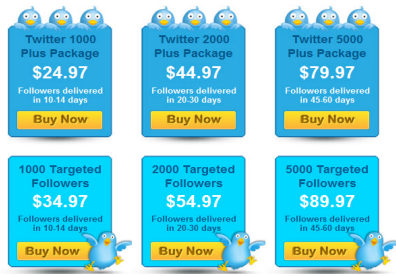 Twitter 1000
Plus Package
$24.97
Followers delivered
in 10-14 days
Buy Now
Twitter 2000
Plus Package
$44.97
Followers delivered
in 20-30 days
Buy Now
Twitter 5000
Plus Package
$79.97
Followers delivered
in 45-60 days
Buy Now
1000 Targeted
Followers
$34.97
Followers delivered
in 10-14 days
Buy Now
2000 Targeted
Followers
$54.97
Followers delivered
in 20-30 days
Buy Now
5000 Targeted
Followers
$89.97
Followers delivered
in 45-60 days
Buy Now